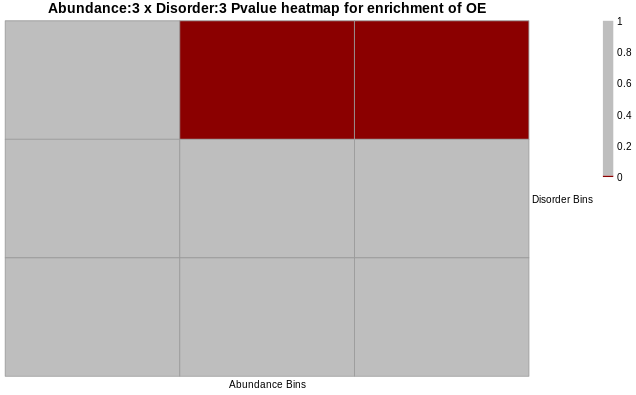 Abundance:3 x Disorder:3 Pvalue heatmap for enrichment of OE
1
0.8
0.6
0.4
0.2
0
Disorder Bins
Abundance Bins